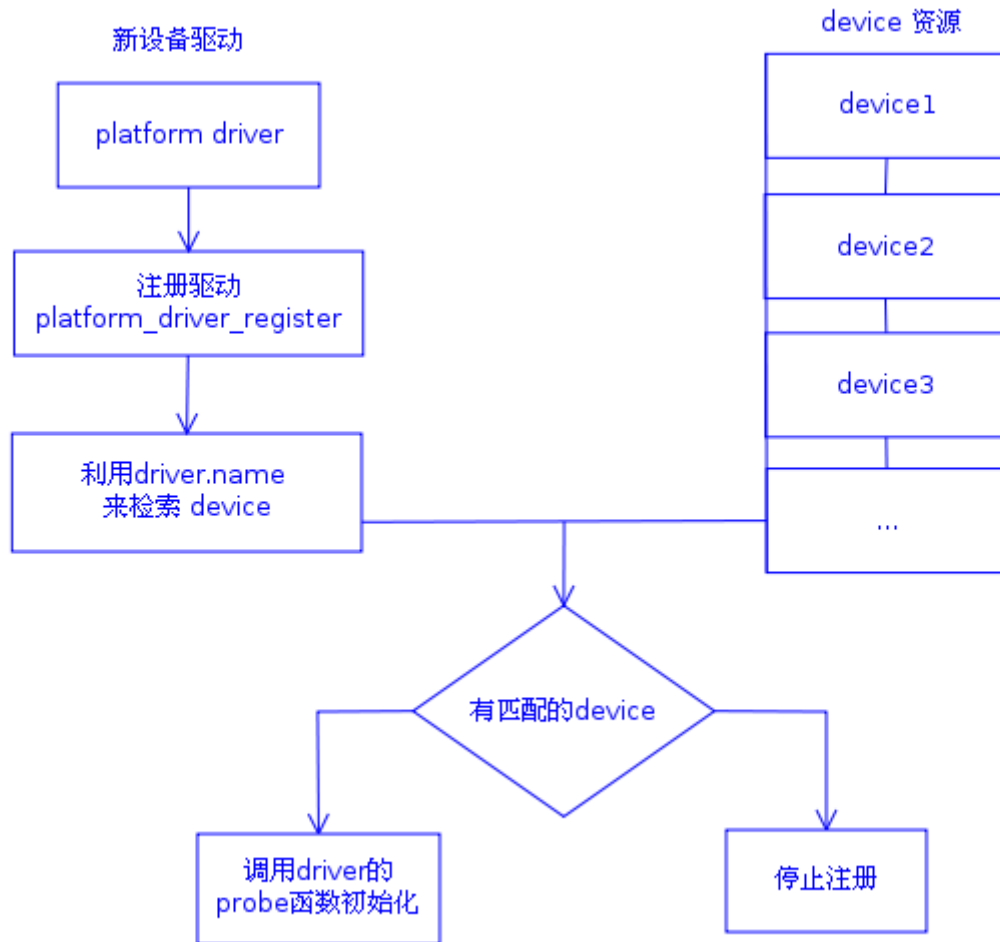 新设备驱动
platform driver
注册驱动
platform_driver_register
利用driver.name
来检索 device
device 资源
device1
device2
device3
...
有匹配的device
调用driver的
probe函数初始化
停止注册